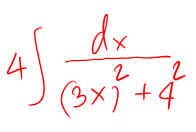 4∫ dx / ((3x)² + 4²)